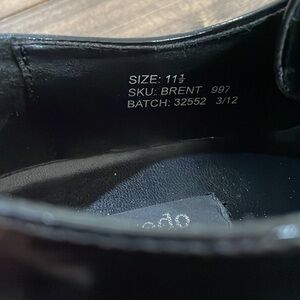 SIZE: 11½
SKU: BRENT 997
BATCH: 32552 3/12